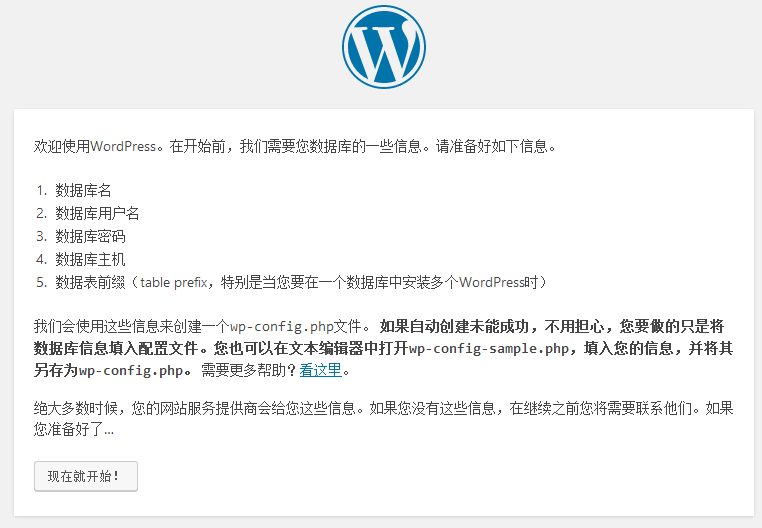 欢迎使用WordPress。在开始前，我们需要您数据库的一些信息。请准备好如下信息。
1. 数据库名
2. 数据库用户名
3. 数据库密码
4. 数据库主机
5. 数据表前缀（table prefix，特别是当您要在一个数据库中安装多个WordPress时）
我们会使用这些信息来创建一个wp-config.php文件。 如果自动创建未能成功，不用担心，您要做的只是将
数据库信息填入配置文件。您也可以在文本编辑器中打开wp-config-sample.php，填入您的信息，并将其
另存为wp-config.php。 需要更多帮助？看这里。
绝大多数时候，您的网站服务提供商会给您这些信息。如果您没有这些信息，在继续之前您将需要联系他们。如果
您准备好了…
现在就开始！